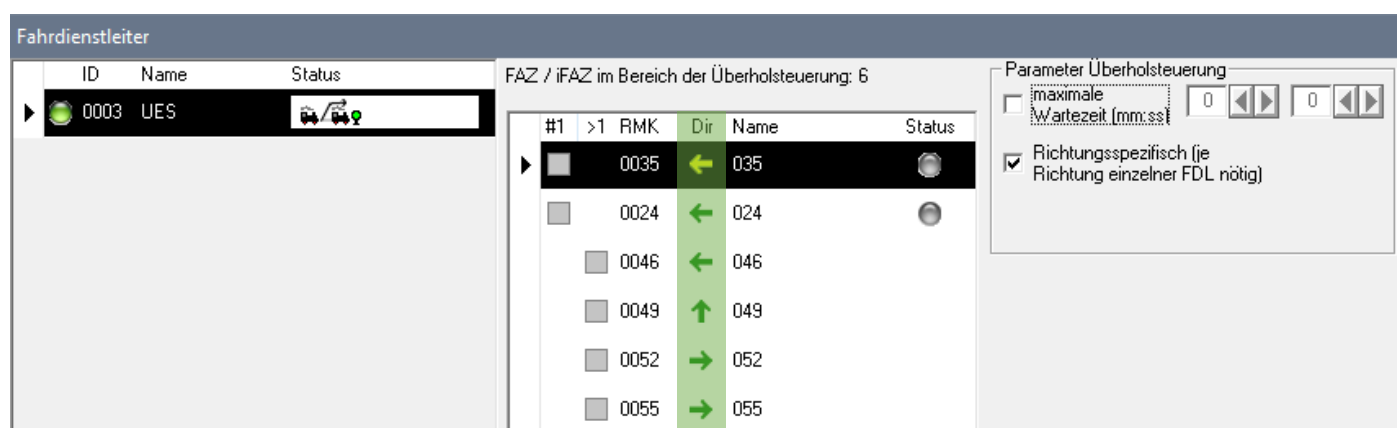 Fahrdienstleiter
ID Name Status
0003 UES
FAZ / iFAZ im Bereich der Überholsteuerung: 6
#1 >1 RMK Dir Name Status
0035 035
0024 024
0046 046
0049 049
0052 052
0055 055
Parameter Überholsteuerung
maximale
Wartezeit (mm:ss) 0 0
Richtungsspezifisch (je
Richtung einzelner FDL nötig)